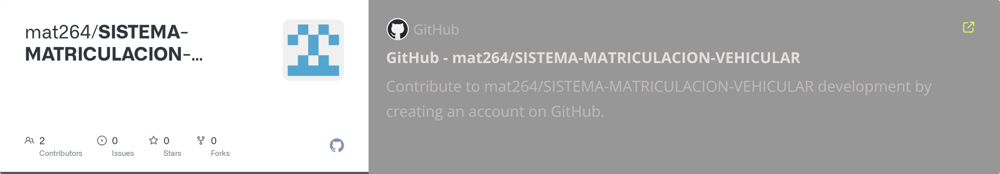 mat264/SISTEMA-
MATRICULACION-...
2
Contributors
0
Issues
0
Stars
0
Forks
GitHub
GitHub - mat264/SISTEMA-MATRICULACION-VEHICULAR
Contribute to mat264/SISTEMA-MATRICULACION-VEHICULAR development by
creating an account on GitHub.